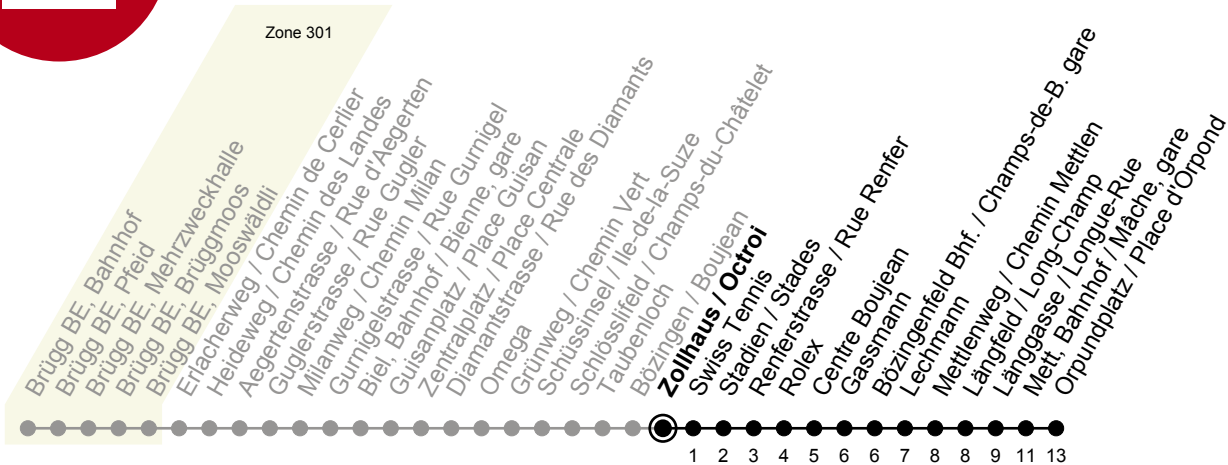 Zone 301
Brügg BE, Bahnhof
Brügg BE, Pfeid
Brügg BE, Mehrzweckhalle
Brügg BE, Brüggmoos
Brügg BE, Mooswäldli
Erlacherweg / Chemin de Cerlier
Heideweg / Chemin des Landes
Aegertenstrasse / Rue d'Aegerten
Guglerstrasse / Rue Gugler
Milanweg / Chemin Milan
Gurnigelstrasse / Rue Gurnigel
Biel, Bahnhof / Bienne, gare
Guisanplatz / Place Guisan
Zentralplatz / Place Centrale
Diamantstrasse / Rue des Diamants
Omega
Grünweg / Chemin Vert
Schüssinsel / Ile-de-la-Suze
Schlösslifeld / Champs-du-Châtelet
Taubenloch
Bözingen / Boujean
Zollhaus / Octroi
Swiss Tennis
Stadien / Stades
Renferstrasse / Rue Renfer
Rolex
Centre Boujean
Gassmann
Bözingenfeld Bhf. / Champs-de-B. gare
Lechmann
Mettlenweg / Chemin Mettlen
Längfeld / Long-Champ
Länggasse / Longue-Rue
Mett, Bahnhof / Mâche, gare
Orpundplatz / Place d'Orpond
1 2 3 4 5 6 6 7 8 8 9 11 13